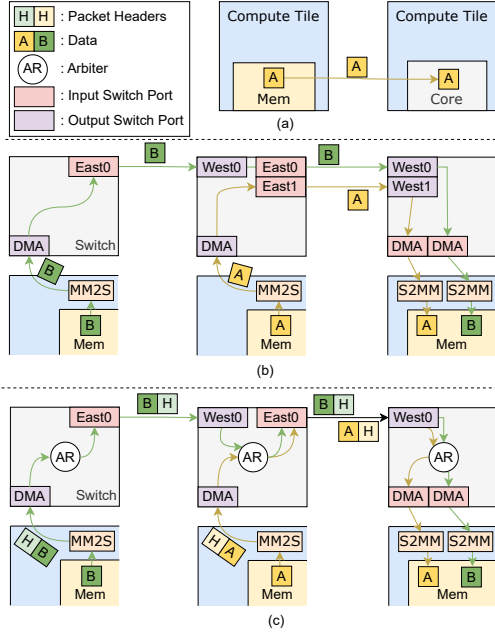 H H : Packet Headers
A B : Data
AR : Arbiter
: Input Switch Port
: Output Switch Port
Compute Tile
A
Mem
A
Compute Tile
A
Core
(a)
B
B
East0
West0
East0
West0
East1
A
West1
DMA
Switch
DMA
DMA
DMA
B
MM2S
A
MM2S
S2MM
S2MM
B
A
A
B
Mem
Mem
Mem
(b)
B H
B H
East0
West0
East0
A H
West0
AR
AR
AR
DMA
Switch
DMA
DMA
DMA
H B
MM2S
H A
MM2S
S2MM
S2MM
B
A
A
B
Mem
Mem
Mem
(c)